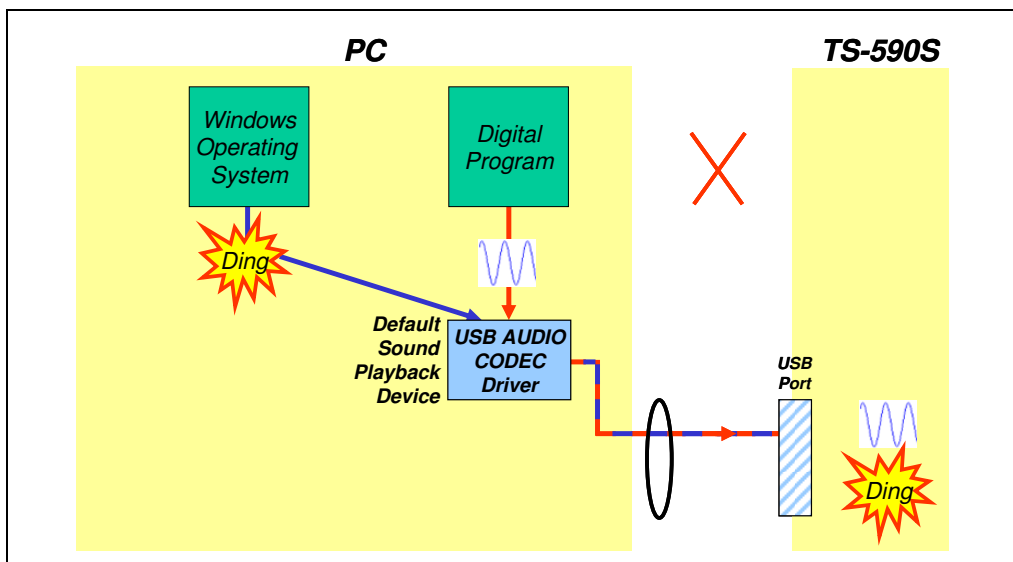 PC
TS-590S
Windows
Operating
System
Digital
Program
Ding
Default
Sound
Playback
Device
USB AUDIO
CODEC
Driver
USB
Port
Ding